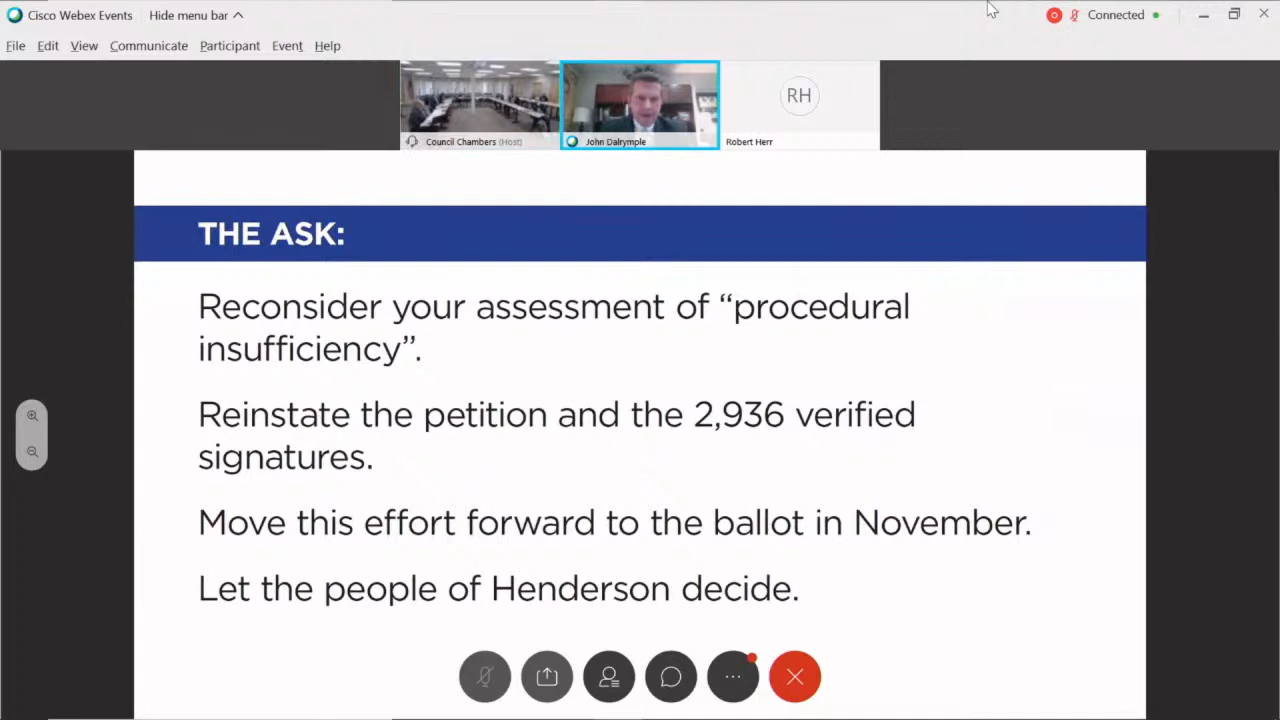 Cisco Webex Events Hide menu bar Connected
File Edit View Communicate Participant Event Help
RH
Council Chambers (Host) John Dalrymple Robert Herr
THE ASK:
Reconsider your assessment of “procedural
insufficiency”.
Reinstate the petition and the 2,936 verified
signatures.
Move this effort forward to the ballot in November.
Let the people of Henderson decide.